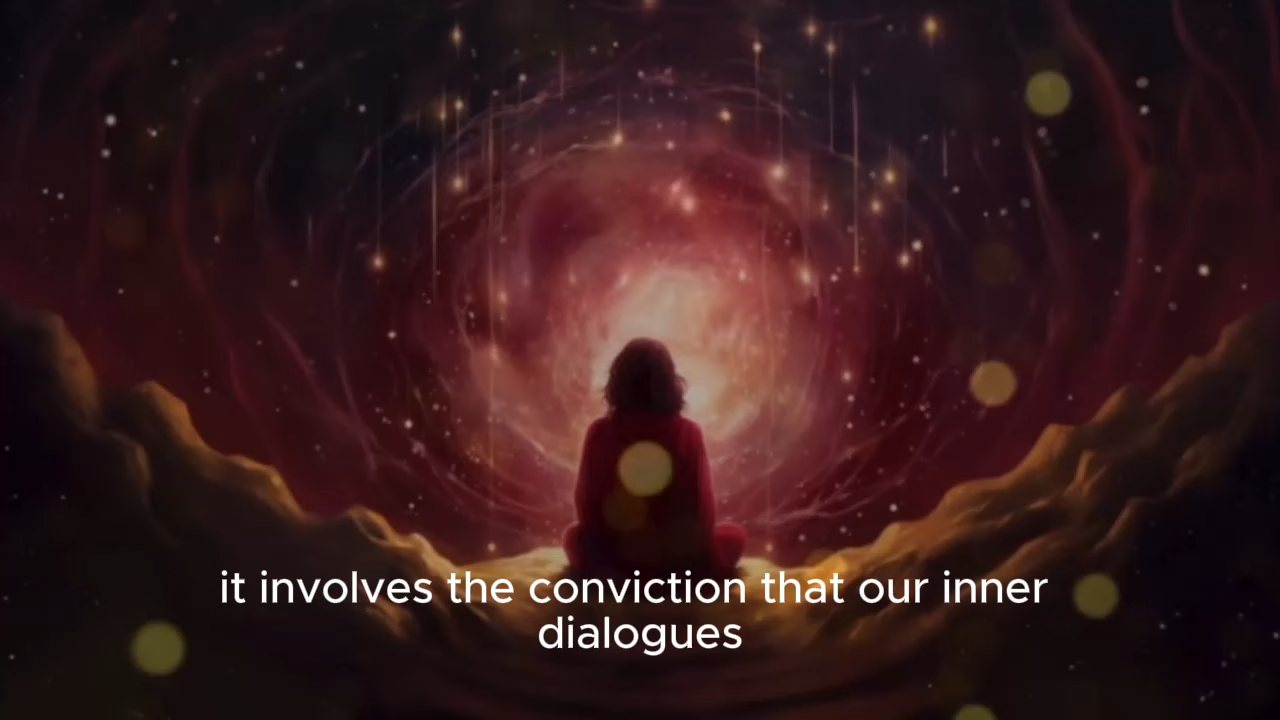 it involves the conviction that our inner
dialogues